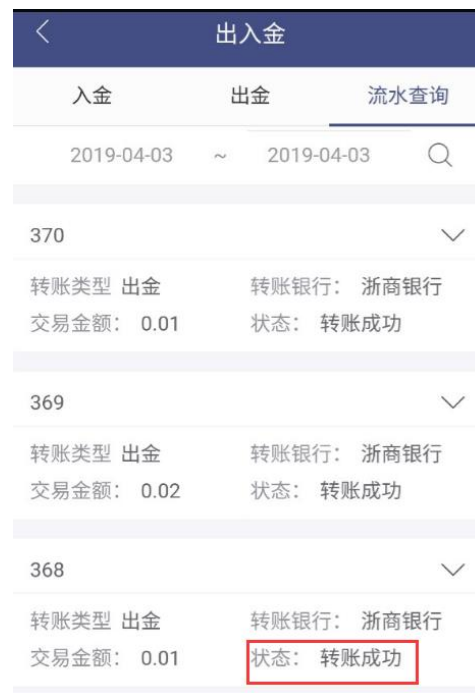 出入金
入金 出金 流水查询
2019-04-03 ~ 2019-04-03
370
转账类型 出金 转账银行： 浙商银行
交易金额： 0.01 状态： 转账成功
369
转账类型 出金 转账银行： 浙商银行
交易金额： 0.02 状态： 转账成功
368
转账类型 出金 转账银行： 浙商银行
交易金额： 0.01 状态： 转账成功